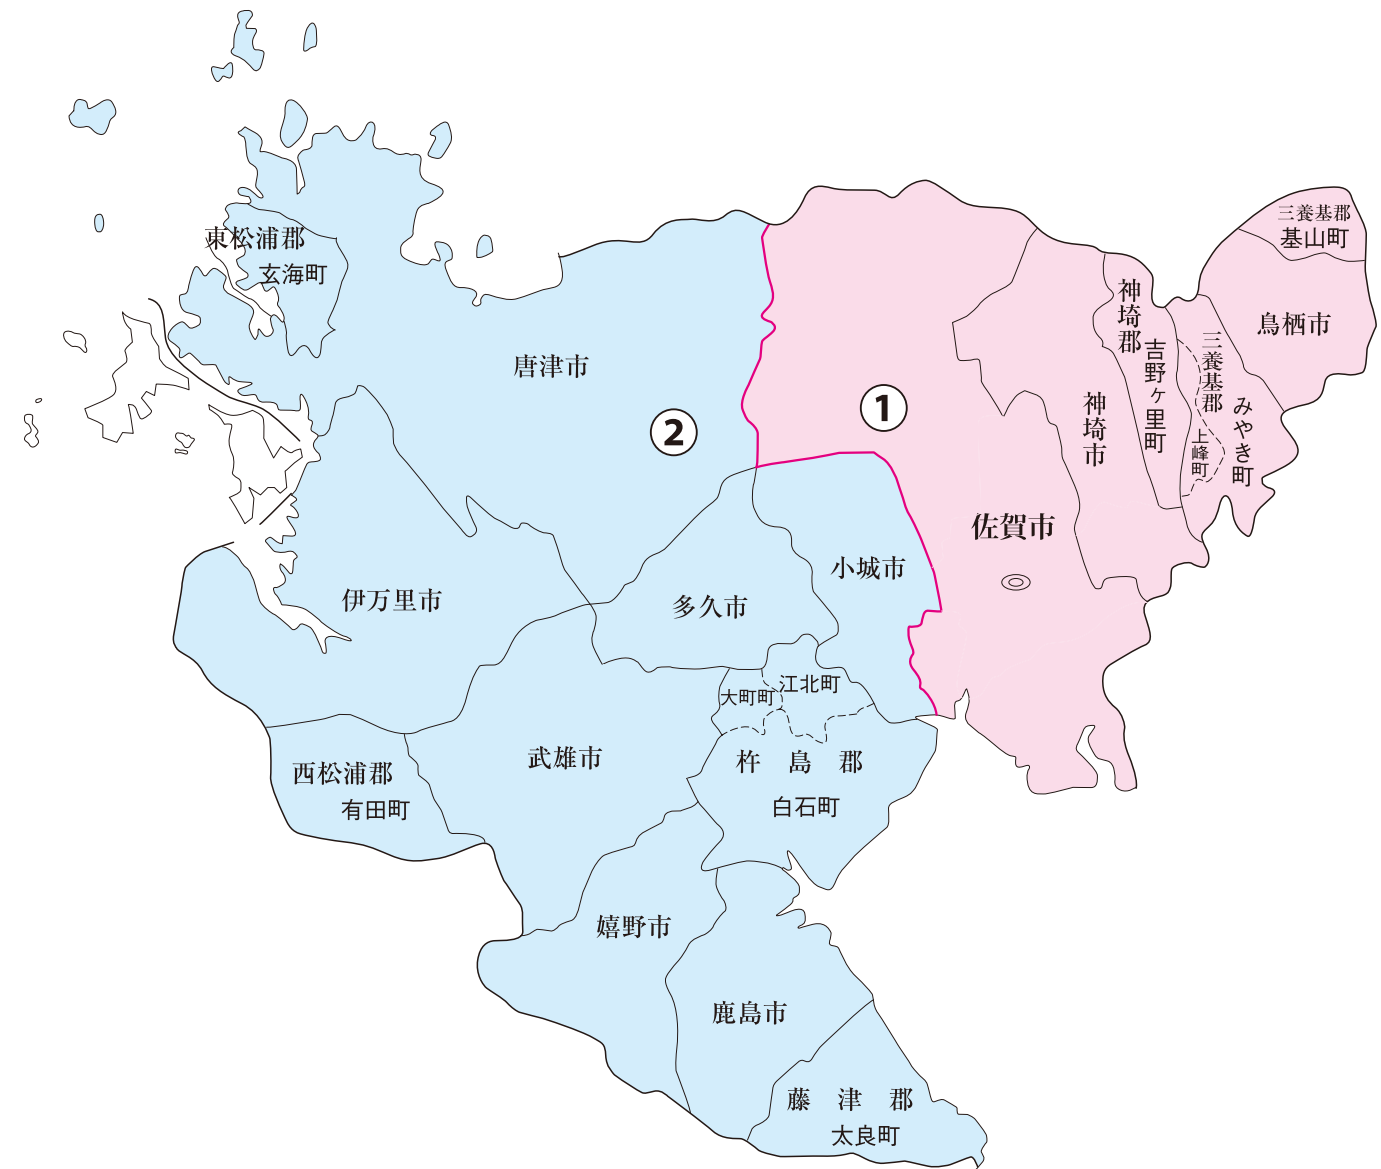 三養基郡
基山町
東松浦郡
玄海町
鳥栖市
神埼郡
吉野ヶ里町
三養基郡
みやき町
上峰町
唐津市
神埼市
①
②
佐賀市
小城市
伊万里市
多久市
江北町
大町町
武雄市
杵島郡
白石町
西松浦郡
有田町
嬉野市
鹿島市
藤津郡
太良町